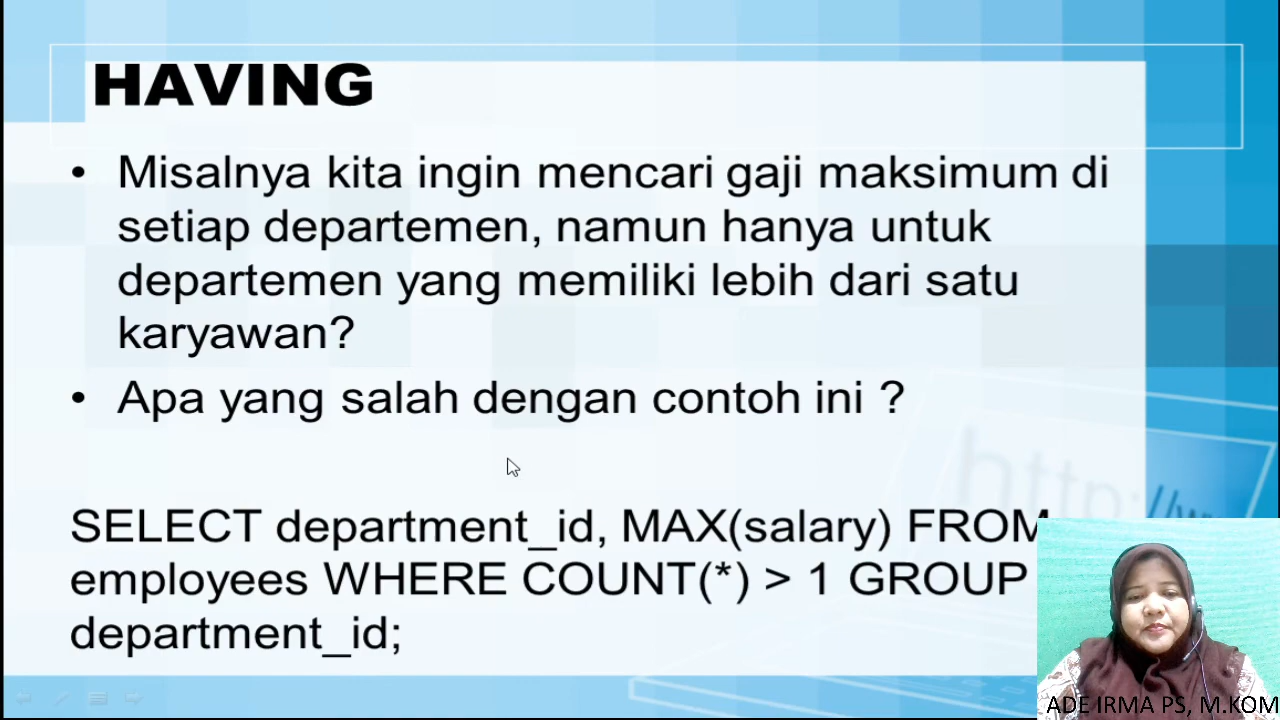 HAVING
• Misalnya kita ingin mencari gaji maksimum di
setiap departemen, namun hanya untuk
departemen yang memiliki lebih dari satu
karyawan?
• Apa yang salah dengan contoh ini ?
http://w
SELECT department_id, MAX(salary) FROM
employees WHERE COUNT(*) > 1 GROUP
department_id;
ADE IRMA PS, M.KOM